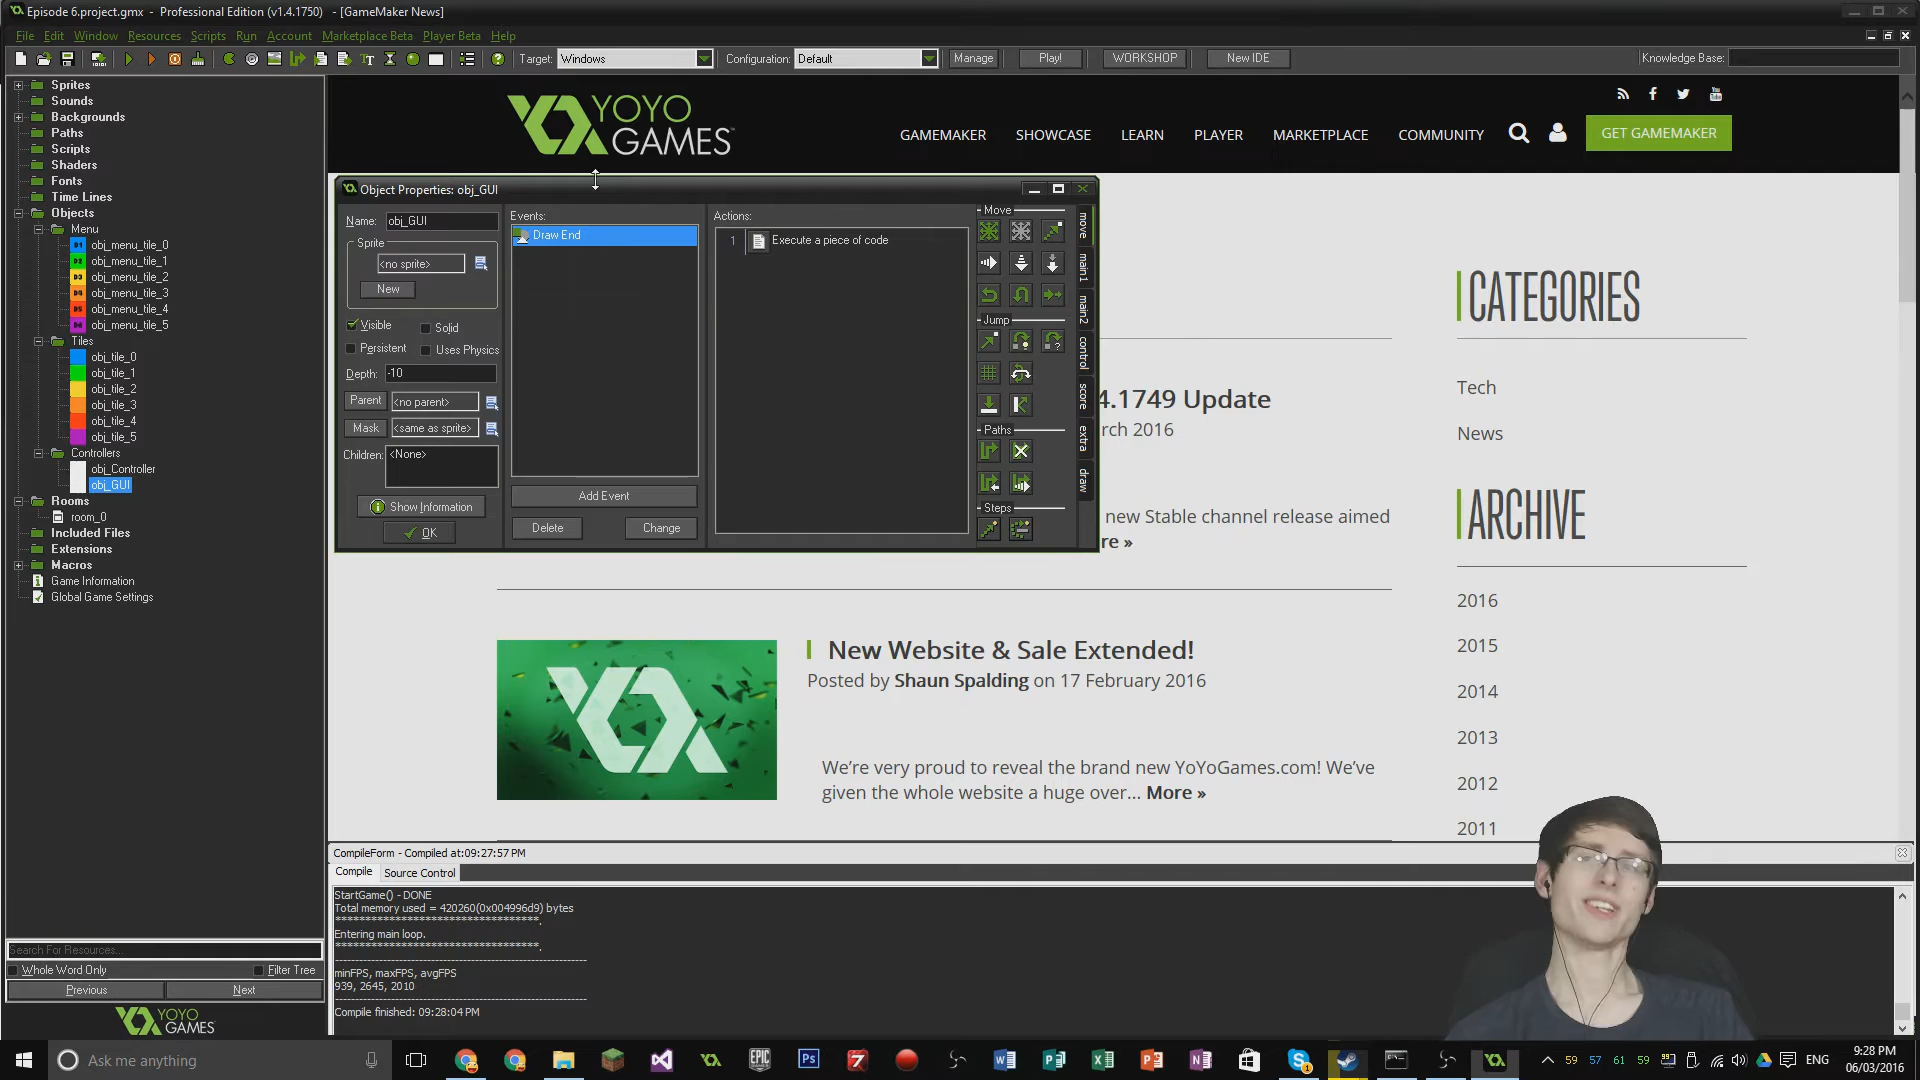 Episode 6.project.gmx - Professional Edition (v1.4.1750) - [GameMaker News]
File Edit Window Resources Scripts Run Account Marketplace Beta Player Beta Help
Target: Windows Configuration: Default Manage Play! WORKSHOP New IDE Knowledge Base:
Sprites
Sounds
Backgrounds
Paths
Scripts
Shaders
Fonts
Time Lines
Objects
Menu
obj_menu_tile_0
obj_menu_tile_1
obj_menu_tile_2
obj_menu_tile_3
obj_menu_tile_4
obj_menu_tile_5
Tiles
obj_tile_0
obj_tile_1
obj_tile_2
obj_tile_3
obj_tile_4
obj_tile_5
Controllers
obj_Controller
obj_GUI
Rooms
room_0
Included Files
Extensions
Macros
Game Information
Global Game Settings
Search For Resources...
Whole Word Only Filter Tree
Previous Next
YOYO
GAMES
YOYO
GAMES
GAMEMAKER SHOWCASE LEARN PLAYER MARKETPLACE COMMUNITY GET GAMEMAKER
Object Properties: obj_GUI
Name: obj_GUI
Sprite
<no sprite>
New
Visible Solid
Persistent Uses Physics
Depth: -10
Parent <no parent>
Mask <same as sprite>
Children: <None>
Show Information
OK
Events:
Draw End
Add Event
Delete Change
Actions:
1 Execute a piece of code
Move
Jump
Paths
Steps
move
main1
main2
control
score
extra
draw
4.1749 Update
rch 2016
new Stable channel release aimed
re »
New Website & Sale Extended!
Posted by Shaun Spalding on 17 February 2016
We're very proud to reveal the brand new YoYoGames.com! We've
given the whole website a huge over... More »
CATEGORIES
Tech
News
ARCHIVE
2016
2015
2014
2013
2012
2011
CompileForm - Compiled at:09:27:57 PM
Compile Source Control
StartGame() - DONE
Total memory used = 420260(0x004996d9) bytes
***********************************.
Entering main loop.
***********************************.
minFPS, maxFPS, avgFPS
939, 2645, 2010
Compile finished: 09:28:04 PM
Ask me anything
59 57 61 59 ENG
9:28 PM
06/03/2016